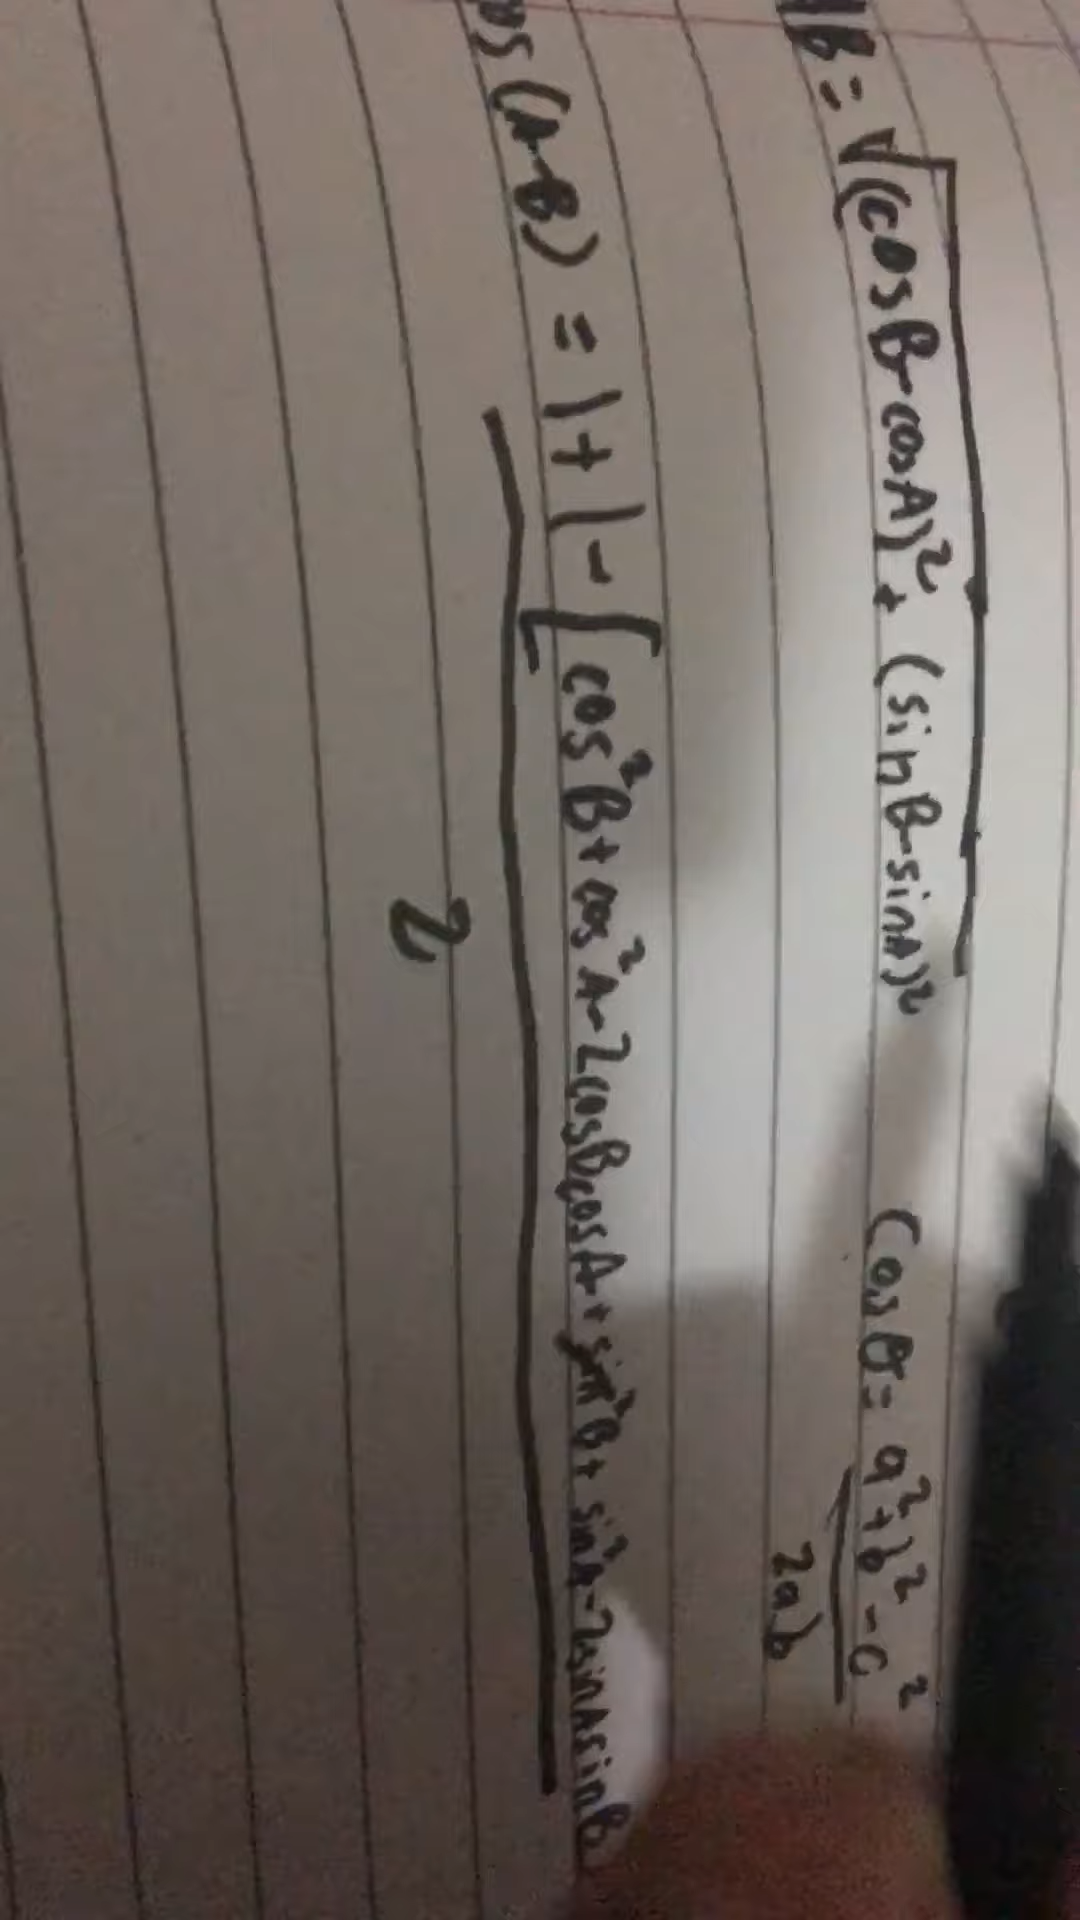 AB = √((cosB-cosA)² + (sinB-sinA)²
Cosθ = a²+b²-c²
2ab
cos(A-B) = 1+1-[cos²B+cos²A-2cosBcosA+sin²B+sin²A-2sinAsinB
2